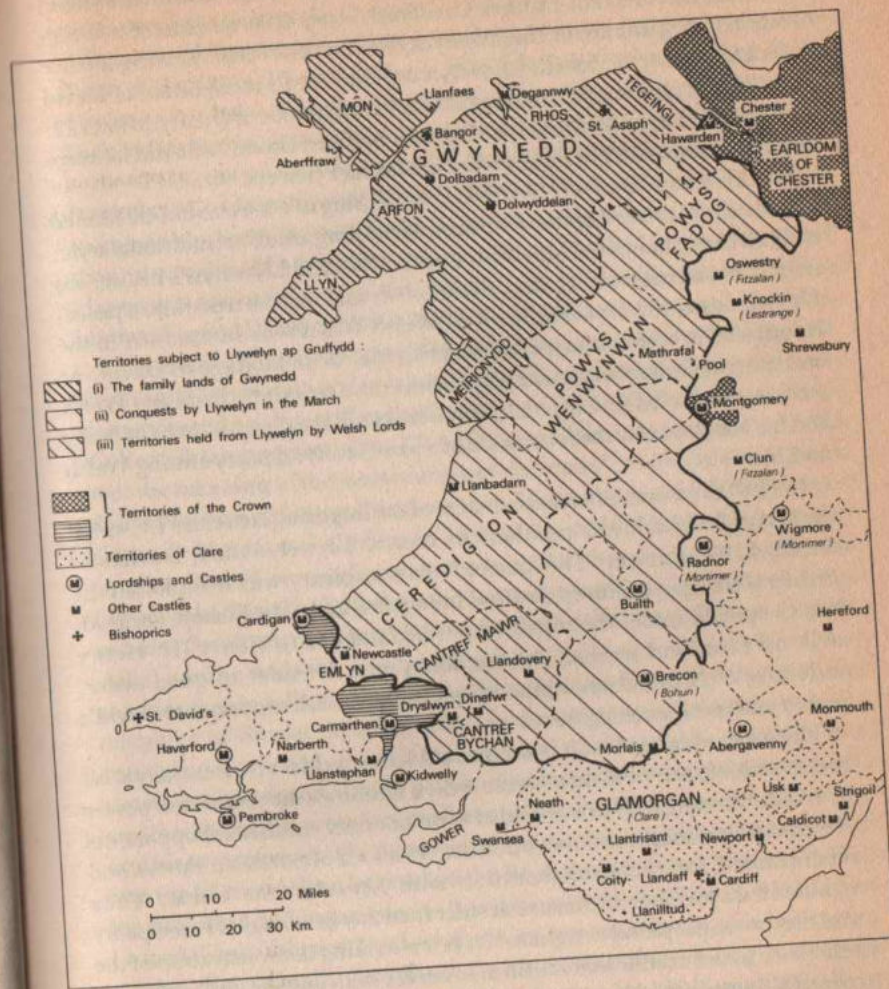 MON
Llanfaes
Degannwy
RHOS
TEGEINGL
St. Asaph
Chester
Hawarden
EARLDOM
OF
CHESTER
Bangor
Aberffraw
GWYNEDD
Dolbadarn
ARFON
Dolwyddelan
POWYS
FADOG
LLYN
Oswestry
( Fitzalan )
Knockin
( Lestrange )
Shrewsbury
MEIRIONYDD
POWYS
WENWYNWYN
Mathrafal
Pool
Montgomery
Clun
( Fitzalan )
Territories subject to Llywelyn ap Gruffydd :
(i) The family lands of Gwynedd
(ii) Conquests by Llywelyn in the March
(iii) Territories held from Llywelyn by Welsh Lords
Territories of the Crown
Territories of Clare
Lordships and Castles
Other Castles
Bishoprics
Llanbadarn
CEREDIGION
Wigmore
( Mortimer )
Radnor
( Mortimer )
Builth
Hereford
Cardigan
Newcastle
EMLYN
CANTREF MAWR
Llandovery
Brecon
( Bohun )
St. David's
Dryslwyn
Dinefwr
Carmarthen
CANTREF
BYCHAN
Haverford
Narberth
Llanstephan
Kidwelly
Morlais
Abergavenny
Monmouth
Pembroke
GOWER
Swansea
Neath
GLAMORGAN
( Clare )
Usk
Strigoil
Caldicot
Llantrisant
Newport
Coity
Llandaff
Cardiff
Llanilltud
0 10 20 Miles
0 10 20 30 Km.